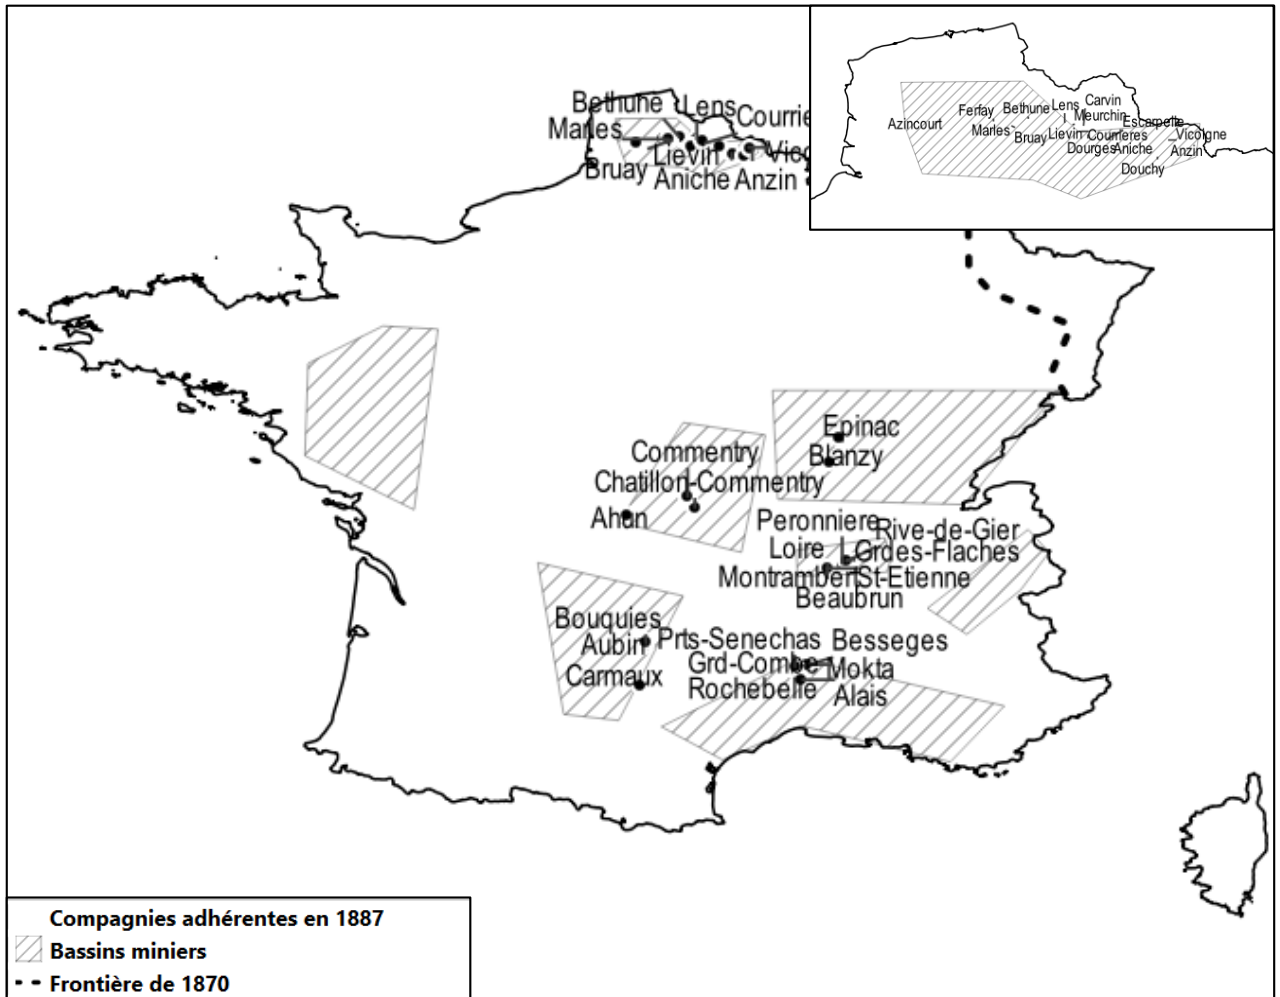 Bethune
Lens
Courrie
Marles
Lievin
Vico
Bruay
Aniche
Anzin
Carvin
Ferfay
Bethune
Lens
Meurchin
Azincourt
Escarpelle
Marles
Bruay
Lievin
Courrieres
Vicoigne
Dourges
Aniche
Anzin
Douchy
Epinac
Commentry
Blanzy
Chatillon-Commentry
Ahun
Peronniere
Rive-de-Gier
Loire
Grdes-Flaches
Montrambert
St-Etienne
Beaubrun
Bouquies
Aubin
Prts-Senechas
Besseges
Grd-Combe
Mokta
Carmaux
Rochebelle
Alais
Compagnies adhérentes en 1887
Bassins miniers
Frontière de 1870